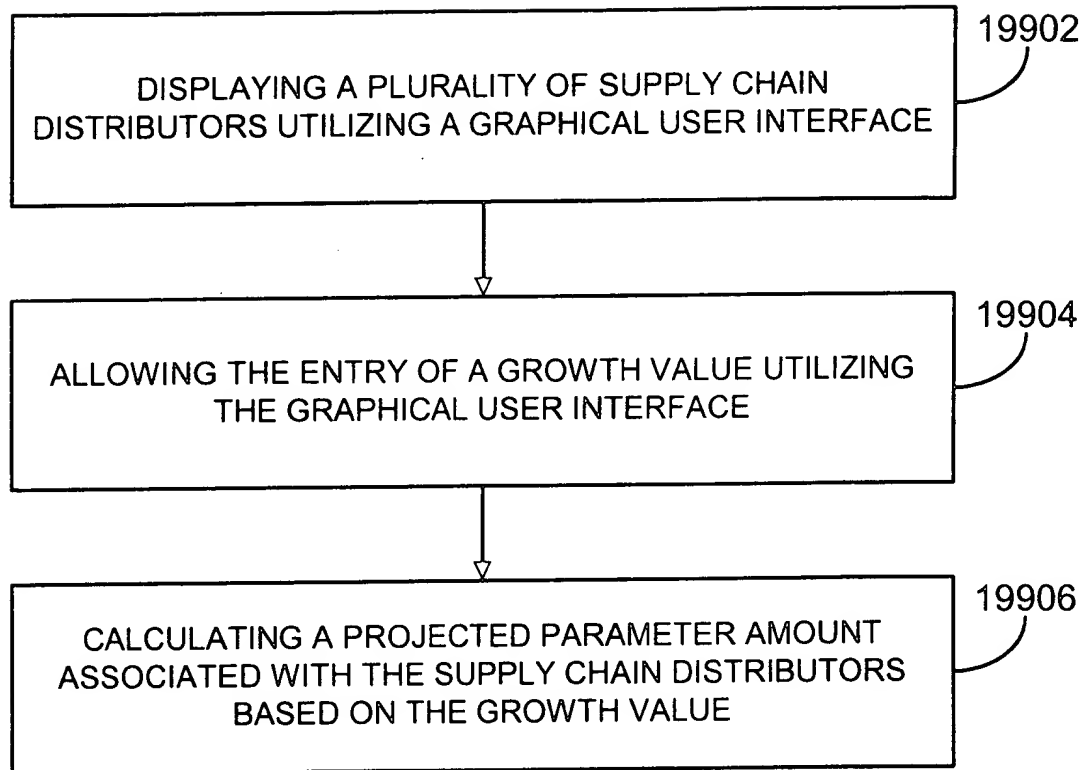 19902
DISPLAYING A PLURALITY OF SUPPLY CHAIN
DISTRIBUTORS UTILIZING A GRAPHICAL USER INTERFACE
19904
ALLOWING THE ENTRY OF A GROWTH VALUE UTILIZING
THE GRAPHICAL USER INTERFACE
19906
CALCULATING A PROJECTED PARAMETER AMOUNT
ASSOCIATED WITH THE SUPPLY CHAIN DISTRIBUTORS
BASED ON THE GROWTH VALUE